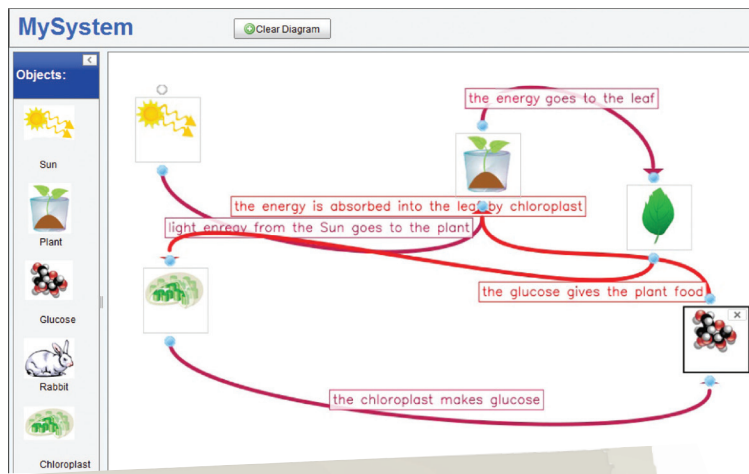 MySystem
Clear Diagram
Objects:
Sun
Plant
Glucose
Rabbit
Chloroplast
the energy goes to the leaf
the energy is absorbed into the leaf by chloroplast
light enregy from the Sun goes to the plant
the glucose gives the plant food
the chloroplast makes glucose